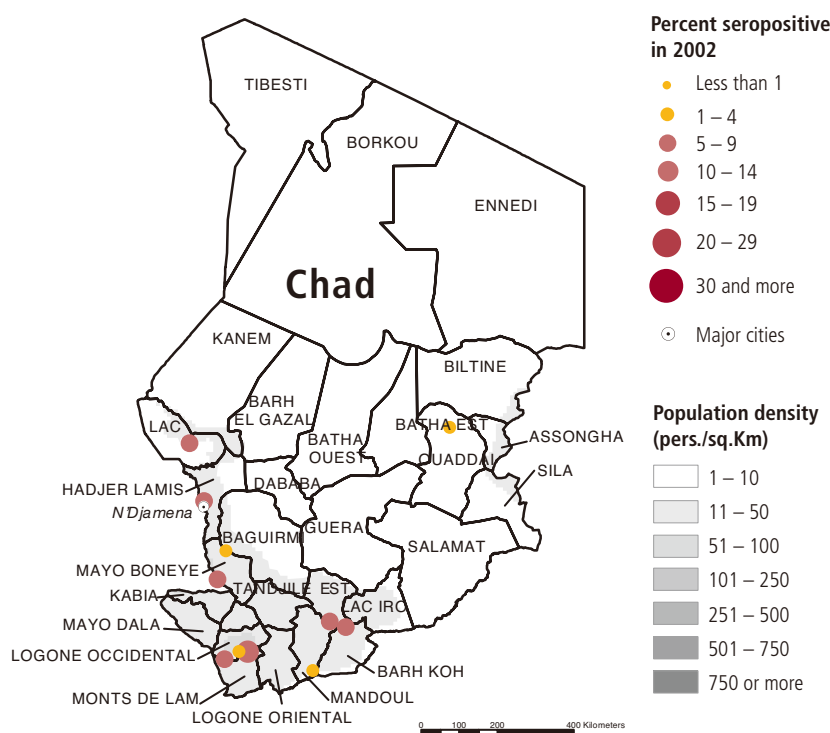 Percent seropositive
in 2002
Less than 1
1 – 4
5 – 9
10 – 14
15 – 19
20 – 29
30 and more
Major cities
Population density
(pers./sq.Km)
1 – 10
11 – 50
51 – 100
101 – 250
251 – 500
501 – 750
750 or more
TIBESTI
BORKOU
ENNEDI
Chad
KANEM
BILTINE
BARH
EL GAZAL
LAC
BATHA EST
BATHA
OUEST
ASSONGHA
OUADDAI
SILA
HADJER LAMIS
DABABA
N'Djamena
GUERA
BAGUIRMI
SALAMAT
MAYO BONEYE
TANDJILE EST
KABIA
LAC IRO
MAYO DALA
LOGONE OCCIDENTAL
BARH KOH
MONTS DE LAM
MANDOUL
LOGONE ORIENTAL
0 100 200 400 Kilometers